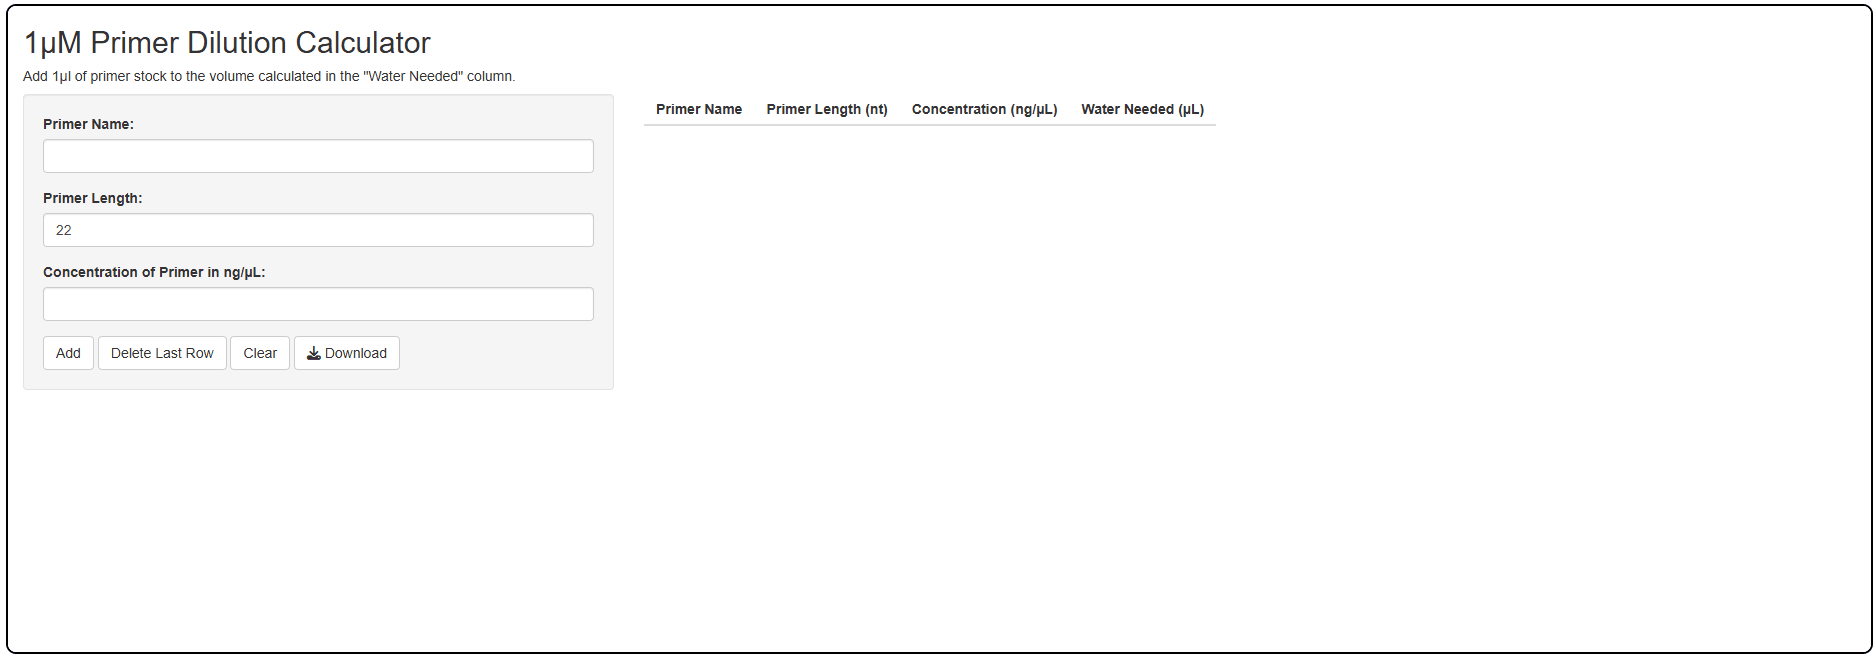 1µM Primer Dilution Calculator
Add 1µl of primer stock to the volume calculated in the "Water Needed" column.
Primer Name:
Primer Length:
22
Concentration of Primer in ng/µL:
Add Delete Last Row Clear Download
Primer Name Primer Length (nt) Concentration (ng/µL) Water Needed (µL)